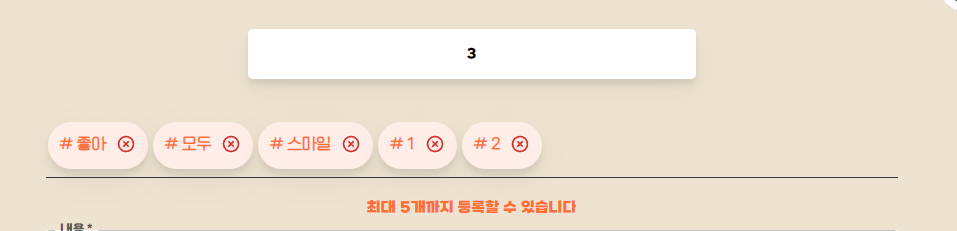 3
# 좋아 # 모두 # 스마일 # 1 # 2
최대 5개까지 등록할 수 있습니다
내용 *